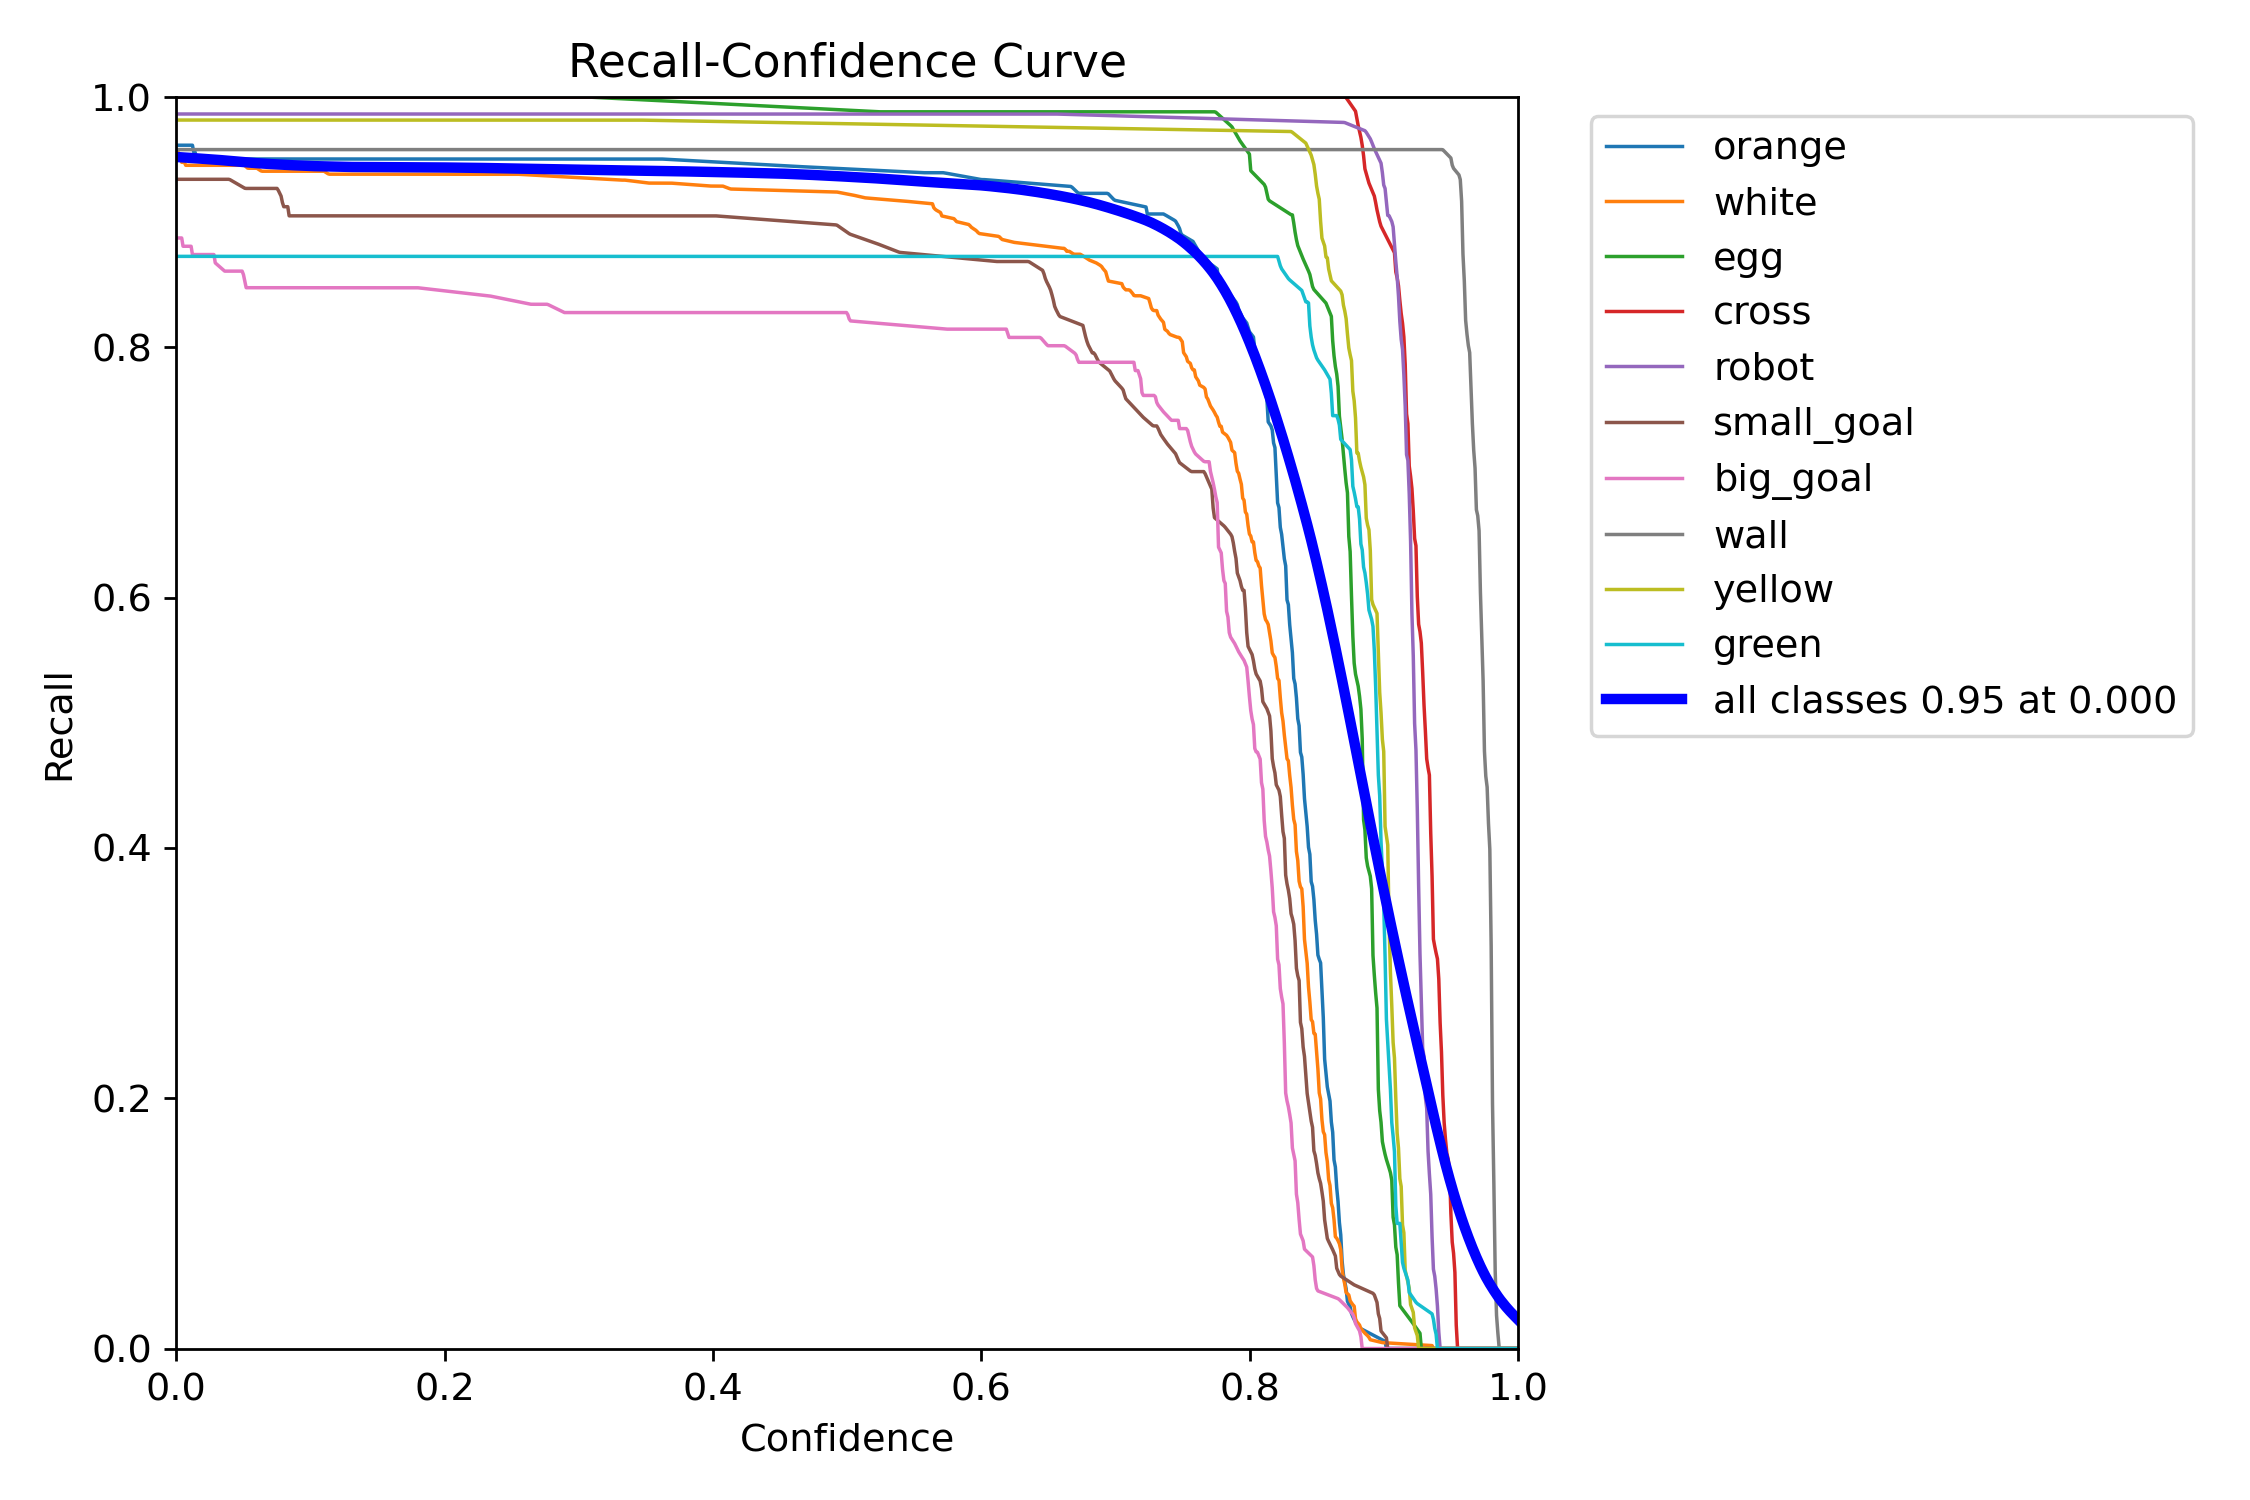 Recall-Confidence Curve
1.0
0.8
0.6
0.4
0.2
0.0
Recall
0.0 0.2 0.4 0.6 0.8 1.0
Confidence
orange
white
egg
cross
robot
small_goal
big_goal
wall
yellow
green
all classes 0.95 at 0.000